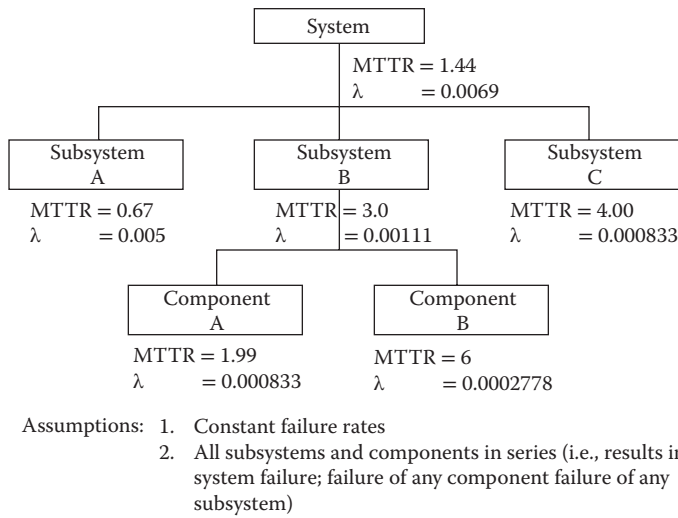 System
MTTR = 1.44
λ = 0.0069
Subsystem
A
Subsystem
B
Subsystem
C
MTTR = 0.67
λ = 0.005
MTTR = 3.0
λ = 0.00111
MTTR = 4.00
λ = 0.000833
Component
A
Component
B
MTTR = 1.99
λ = 0.000833
MTTR = 6
λ = 0.0002778
Assumptions: 1. Constant failure rates
2. All subsystems and components in series (i.e., results in
system failure; failure of any component failure of any
subsystem)